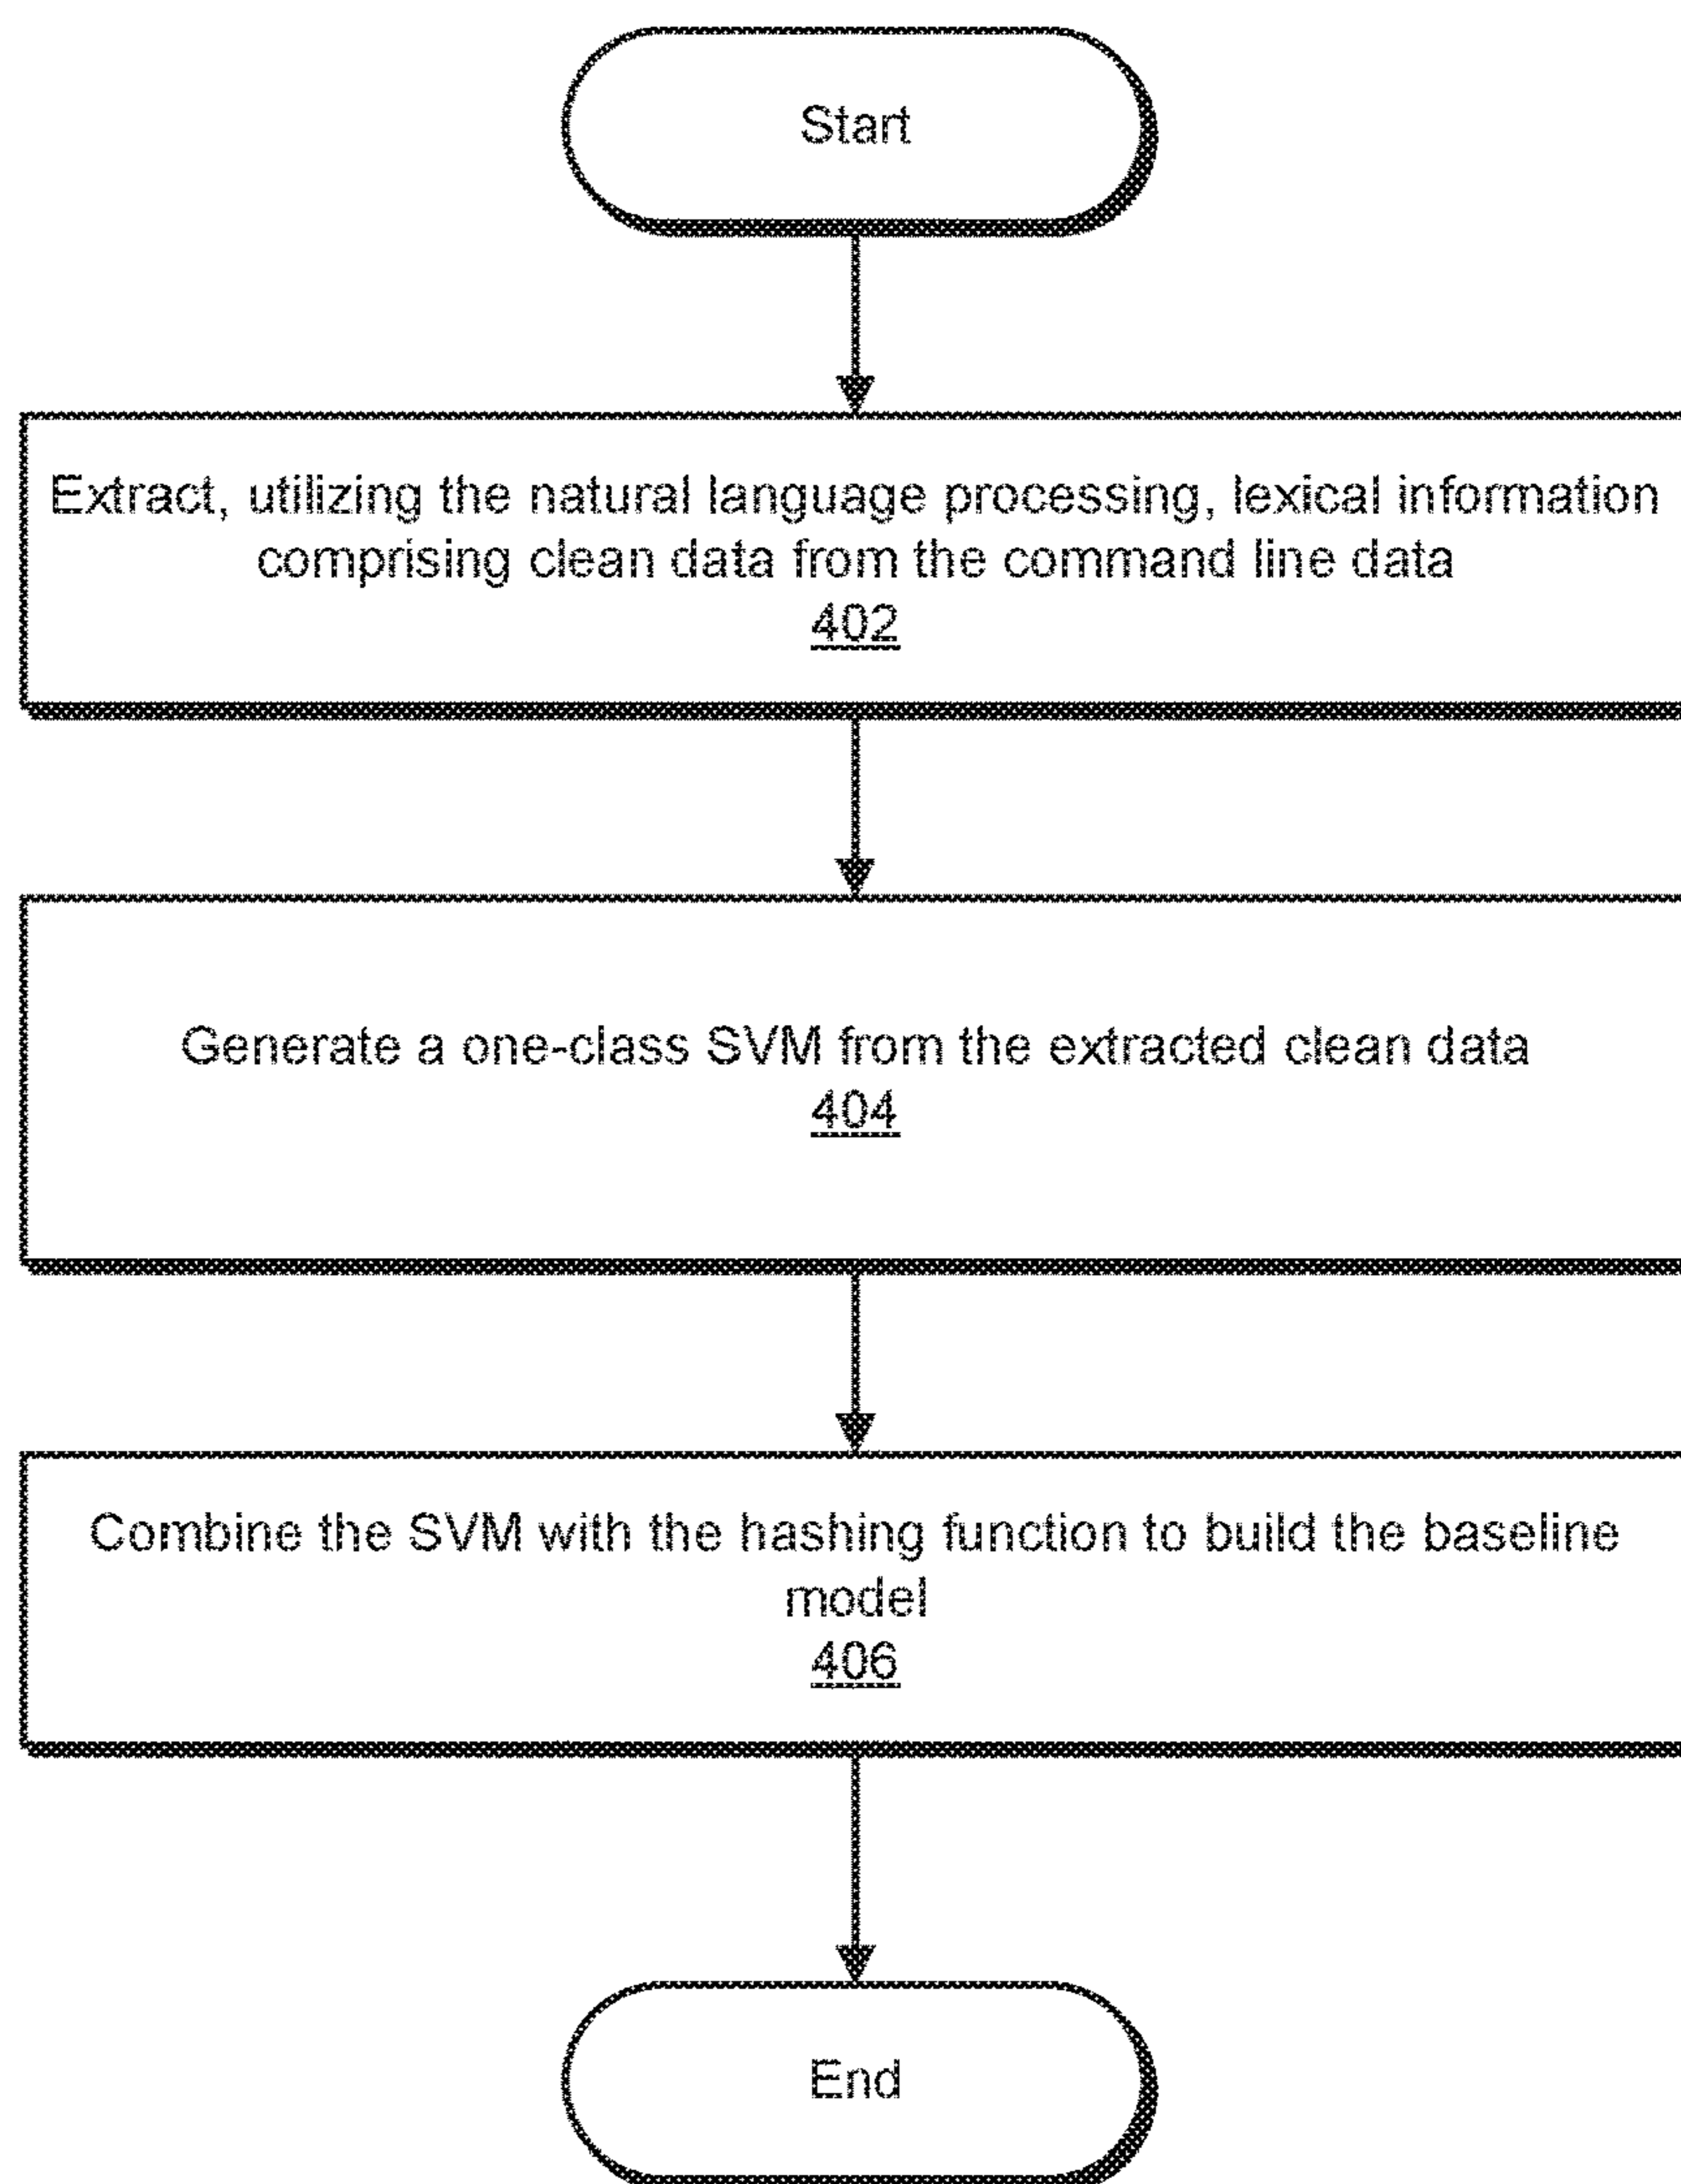 Start
Extract, utilizing the natural language processing, lexical information
comprising clean data from the command line data
402
Generate a one-class SVM from the extracted clean data
404
Combine the SVM with the hashing function to build the baseline
model
406
End